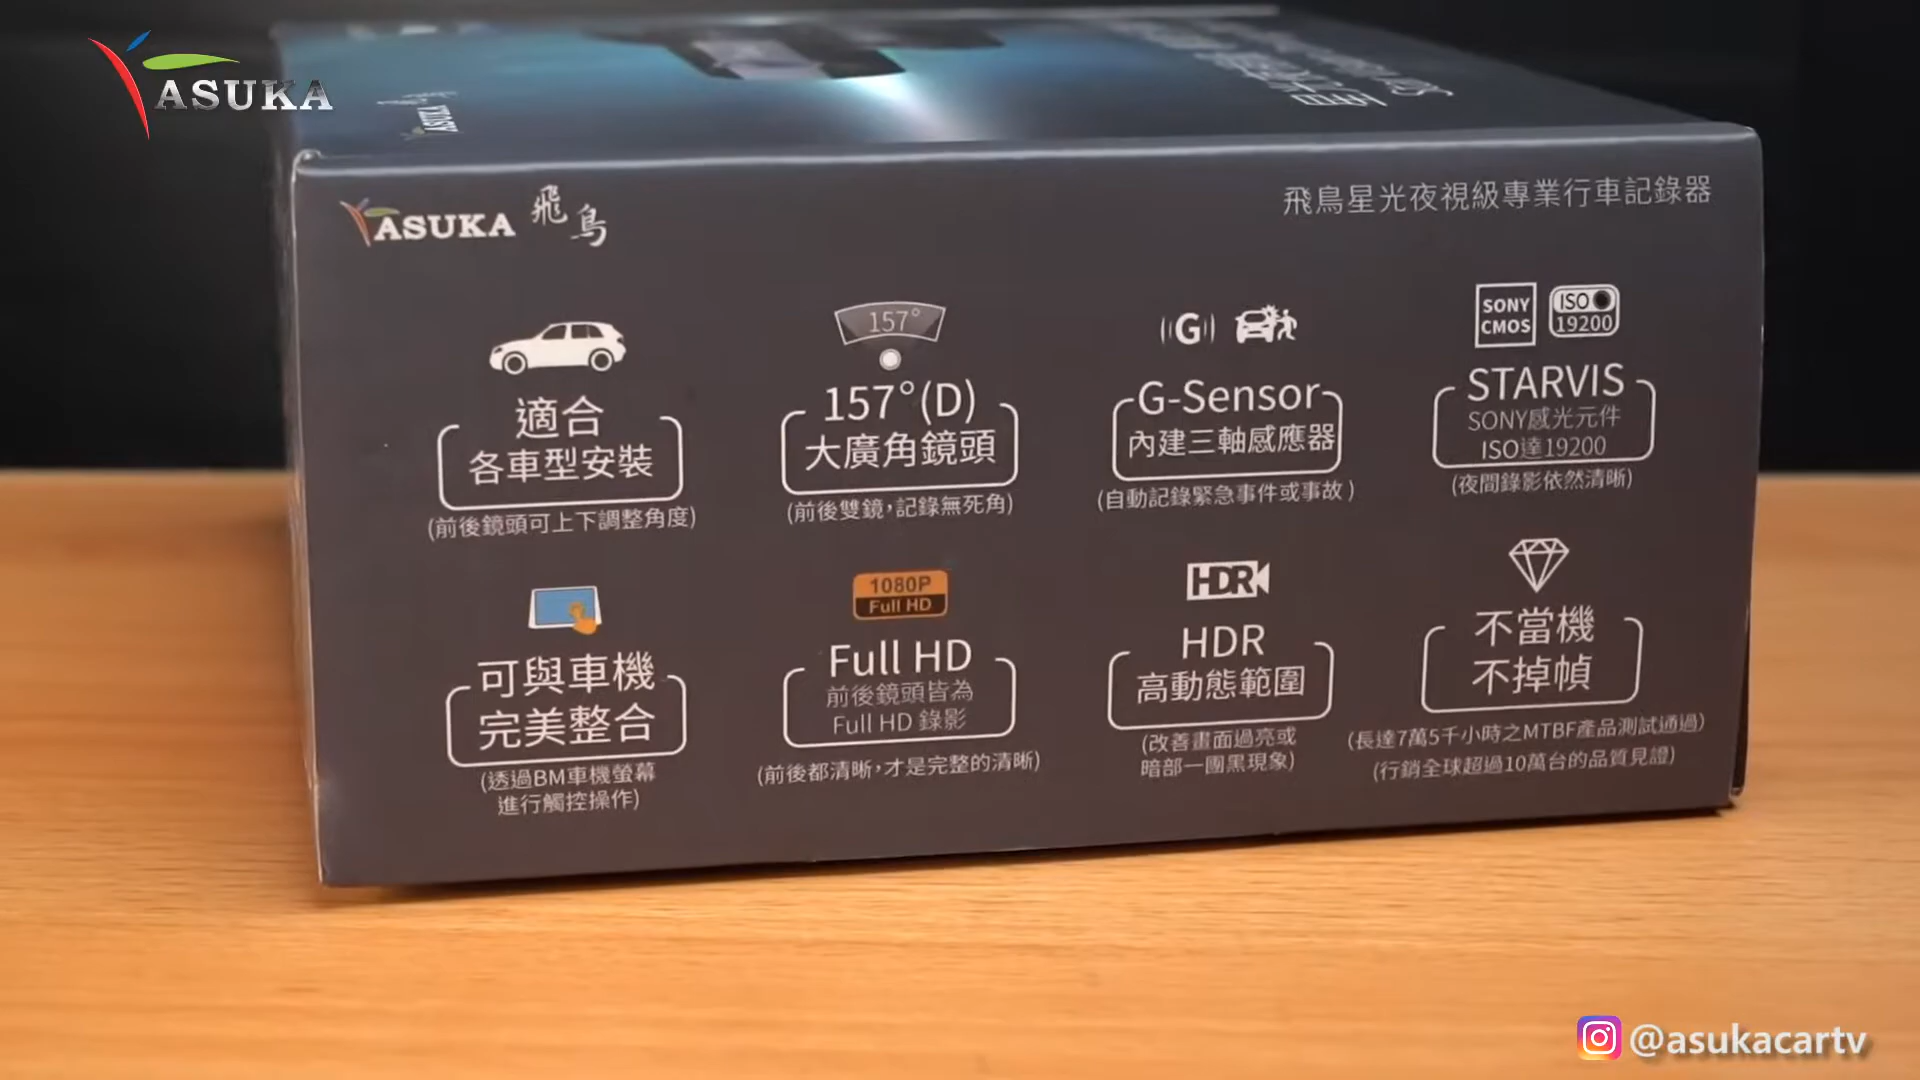 ASUKA
ASUKA
ASUKA 飛鳥
飛鳥星光夜視級專業行車記錄器
適合
各車型安裝
(前後鏡頭可上下調整角度)
157°
157°(D)
大廣角鏡頭
(前後雙鏡,記錄無死角)
G
G-Sensor
內建三軸感應器
(自動記錄緊急事件或事故)
SONY
CMOS
ISO
19200
STARVIS
SONY感光元件
ISO達19200
(夜間錄影依然清晰)
可與車機
完美整合
(透過BM車機螢幕
進行觸控操作)
1080P
Full HD
Full HD
前後鏡頭皆為
Full HD 錄影
(前後都清晰,才是完整的清晰)
HDR
HDR
高動態範圍
(改善畫面過亮或
暗部一團黑現象)
不當機
不掉幀
(長達7萬5千小時之MTBF產品測試通過)
(行銷全球超過10萬台的品質見證)
@asukacartv